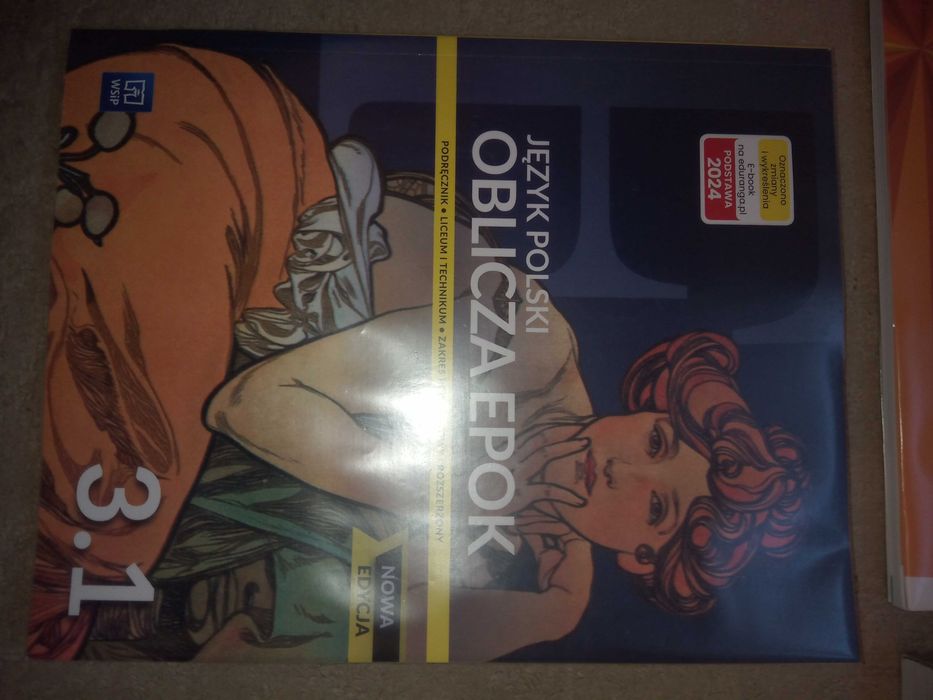 Oznaczono
zmiany
i wykreślenia
E-book
na eduranga.pl
PODSTAWA
2024
JĘZYK POLSKI
OBLICZA EPOK
PODRĘCZNIK • LICEUM I TECHNIKUM • ZAKRES ROZSZERZONY
NOWA
EDYCJA
3.1
WSiP